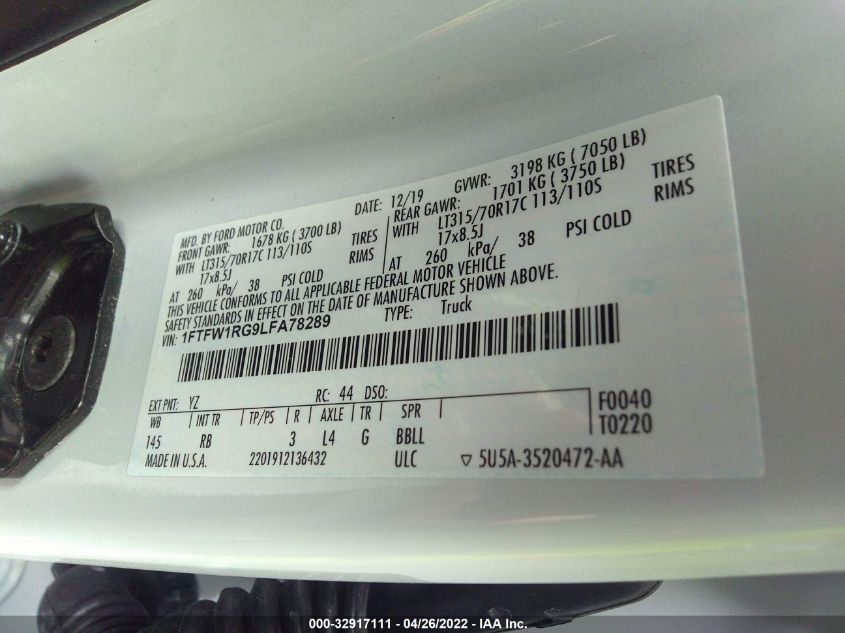 MFD. BY FORD MOTOR CO. DATE: 12/19 GVWR: 3198 KG ( 7050 LB)
FRONT GAWR: 1678 KG ( 3700 LB) REAR GAWR: 1701 KG ( 3750 LB)
WITH LT315/70R17C 113/110S TIRES WITH LT315/70R17C 113/110S TIRES
17x8.5J RIMS 17x8.5J RIMS
AT 260 kPa/ 38 PSI COLD AT 260 kPa/ 38 PSI COLD
THIS VEHICLE CONFORMS TO ALL APPLICABLE FEDERAL MOTOR VEHICLE
SAFETY STANDARDS IN EFFECT ON THE DATE OF MANUFACTURE SHOWN ABOVE.
VIN: 1FTFW1RG9LFA78289 TYPE: Truck
EXT PNT: YZ RC: 44 DSO:
WB INT TR TP/PS R AXLE TR SPR F0040
145 RB 3 L4 G BBLL T0220
MADE IN U.S.A. 2201912136432 ULC ▽ 5U5A-3520472-AA
000-32917111 - 04/26/2022 - IAA Inc.